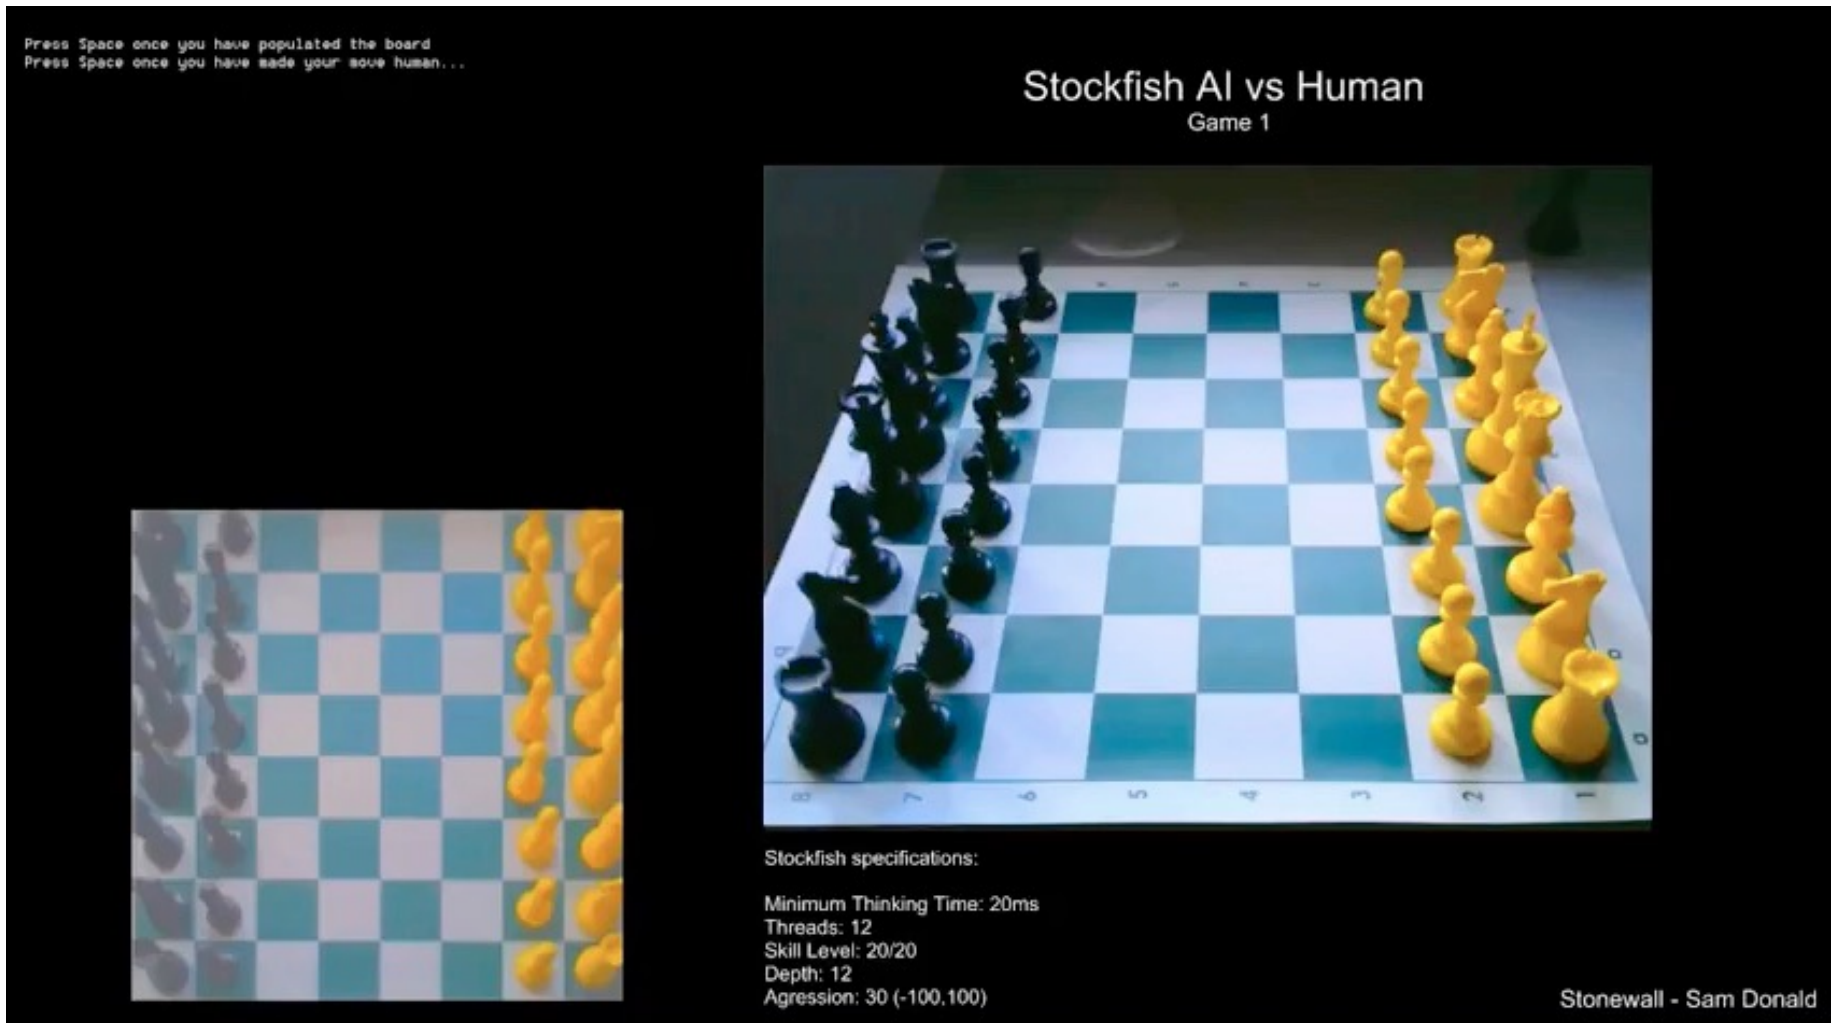 Press Space once you have populated the board
Press Space once you have made your move human...
Stockfish AI vs Human
Game 1
8 7 6 5 4 3 2 1
Stockfish specifications:
Minimum Thinking Time: 20ms
Threads: 12
Skill Level: 20/20
Depth: 12
Agression: 30 (-100,100)
Stonewall - Sam Donald